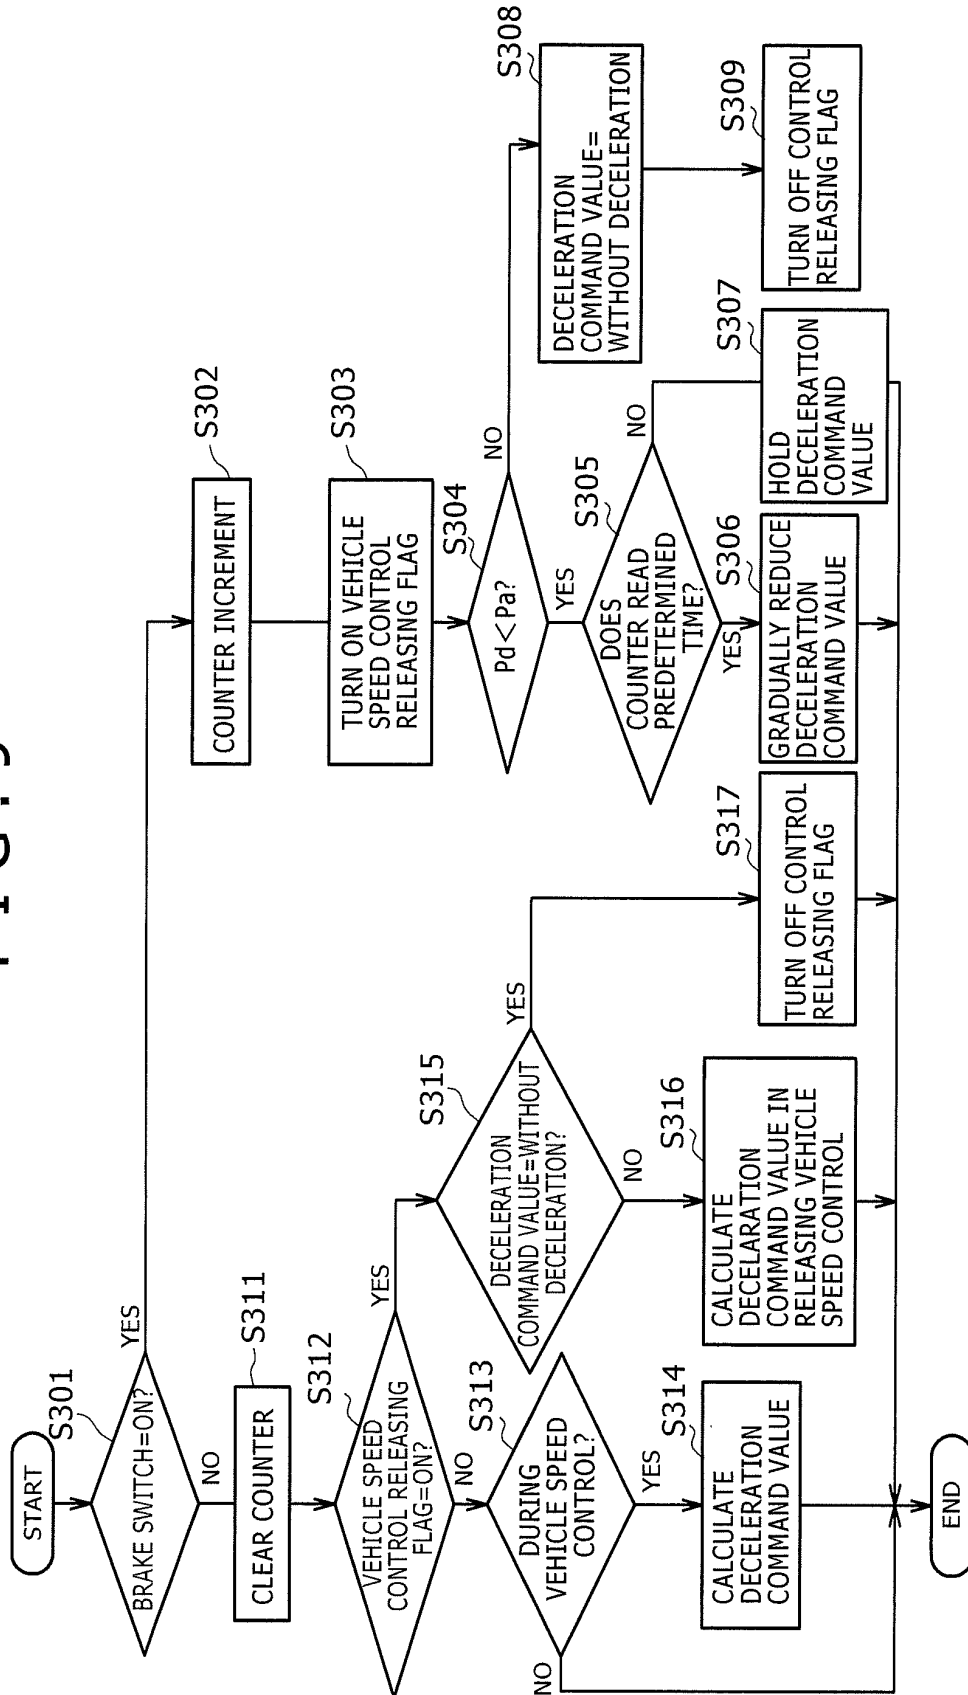 START
S301
BRAKE SWITCH=ON?
YES
NO
S302
COUNTER INCREMENT
S303
TURN ON VEHICLE
SPEED CONTROL
RELEASING FLAG
S304
Pd<Pa?
NO
YES
S308
DECELERATION
COMMAND VALUE=
WITHOUT DECELERATION
S309
TURN OFF CONTROL
RELEASING FLAG
S305
DOES
COUNTER READ
PREDETERMINED
TIME?
NO
YES
S307
HOLD
DECELERATION
COMMAND
VALUE
S306
GRADUALLY REDUCE
DECELERATION
COMMAND VALUE
S311
CLEAR COUNTER
S312
VEHICLE SPEED
CONTROL RELEASING
FLAG=ON?
YES
NO
S315
DECELERATION
COMMAND VALUE=WITHOUT
DECELERATION?
YES
NO
S317
TURN OFF CONTROL
RELEASING FLAG
S316
CALCULATE
DECELARATION
COMMAND VALUE IN
RELEASING VEHICLE
SPEED CONTROL
S313
DURING
VEHICLE SPEED
CONTROL?
NO
YES
S314
CALCULATE
DECELERATION
COMMAND VALUE
END